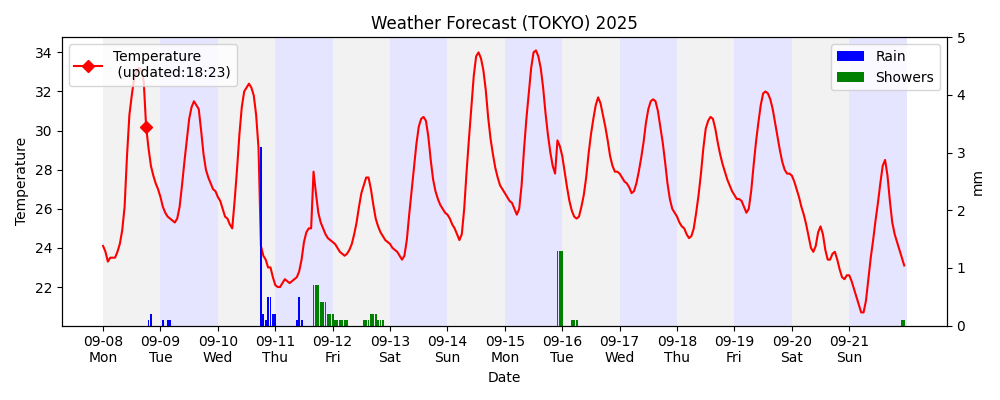 Weather Forecast (TOKYO) 2025
Temperature
(updated:18:23)
Rain
Showers
Temperature
34
32
30
28
26
24
22
5
4
3
2
1
0
mm
09-08 09-09 09-10 09-11 09-12 09-13 09-14 09-15 09-16 09-17 09-18 09-19 09-20 09-21
Mon Tue Wed Thu Fri Sat Sun Mon Tue Wed Thu Fri Sat Sun
Date